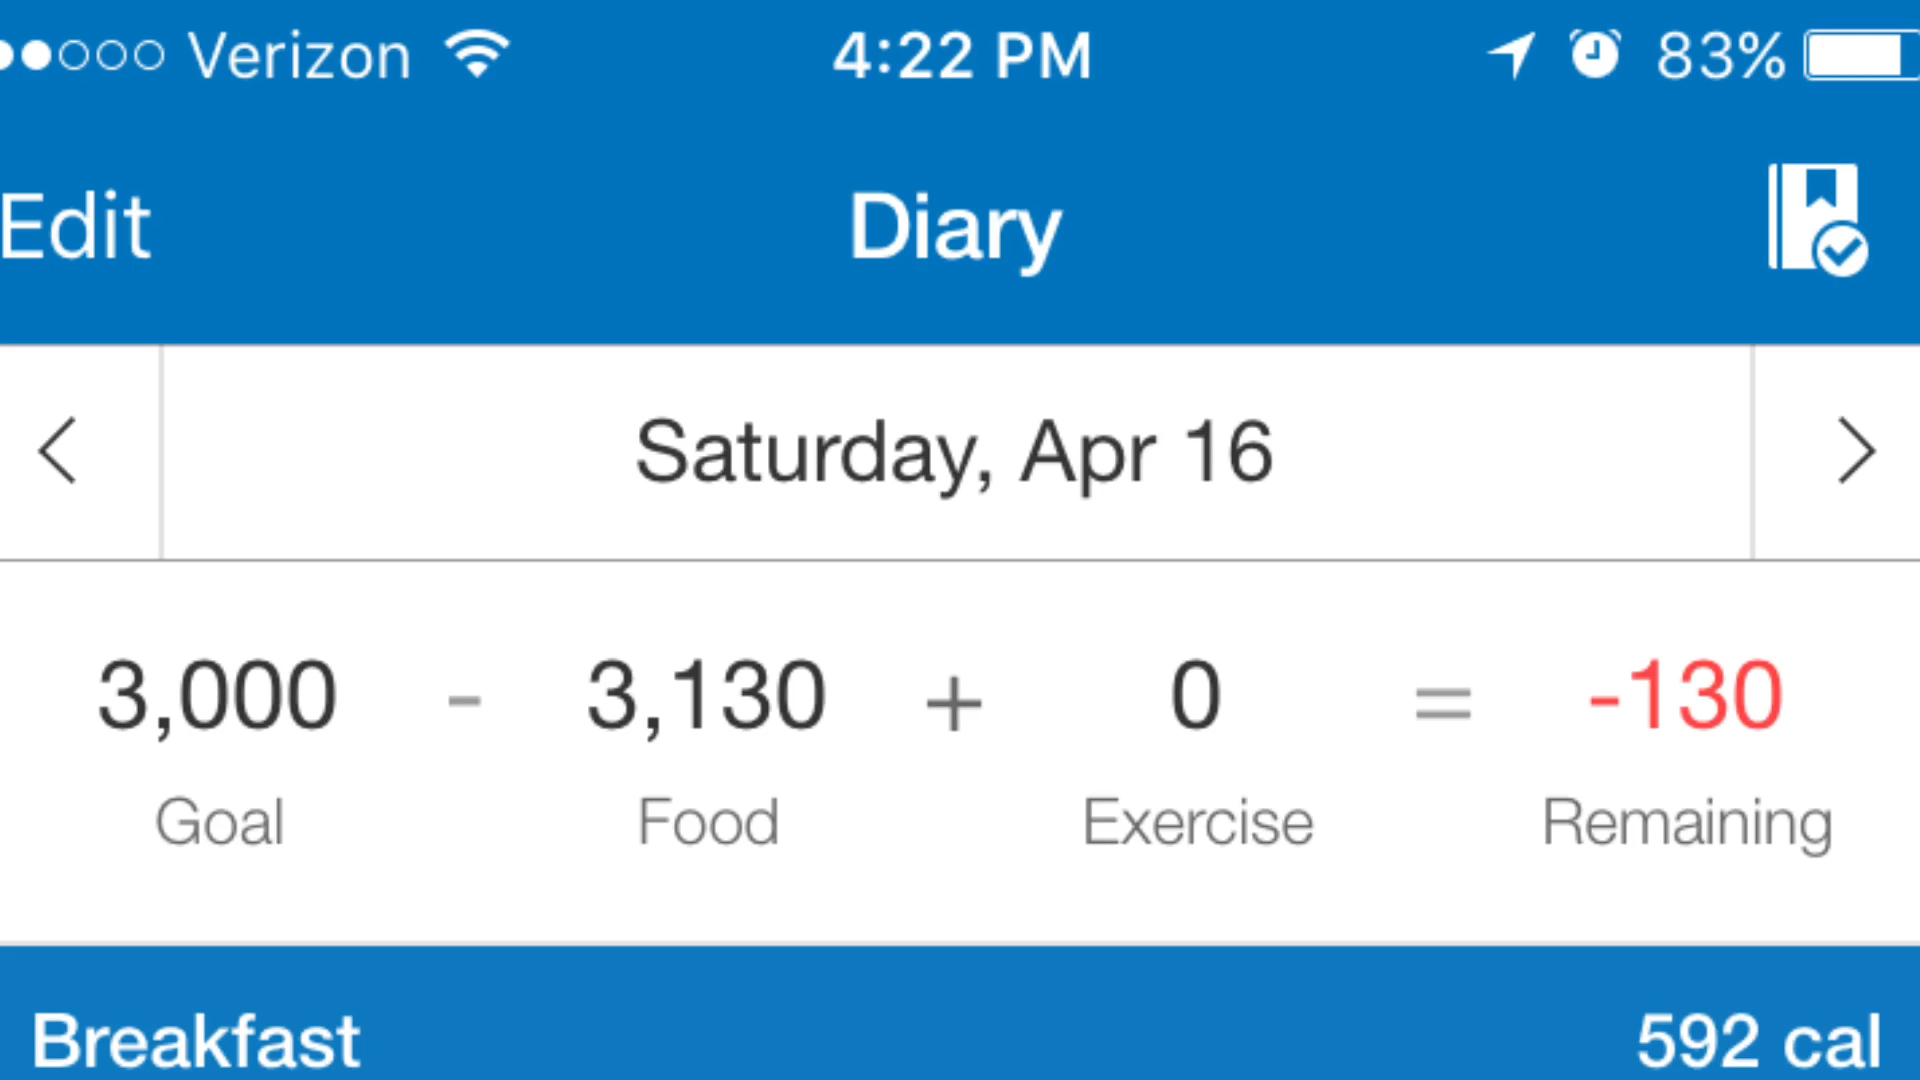 Verizon 4:22 PM 83%
Edit Diary
Saturday, Apr 16
3,000 - 3,130 + 0 = -130
Goal Food Exercise Remaining
Breakfast 592 cal